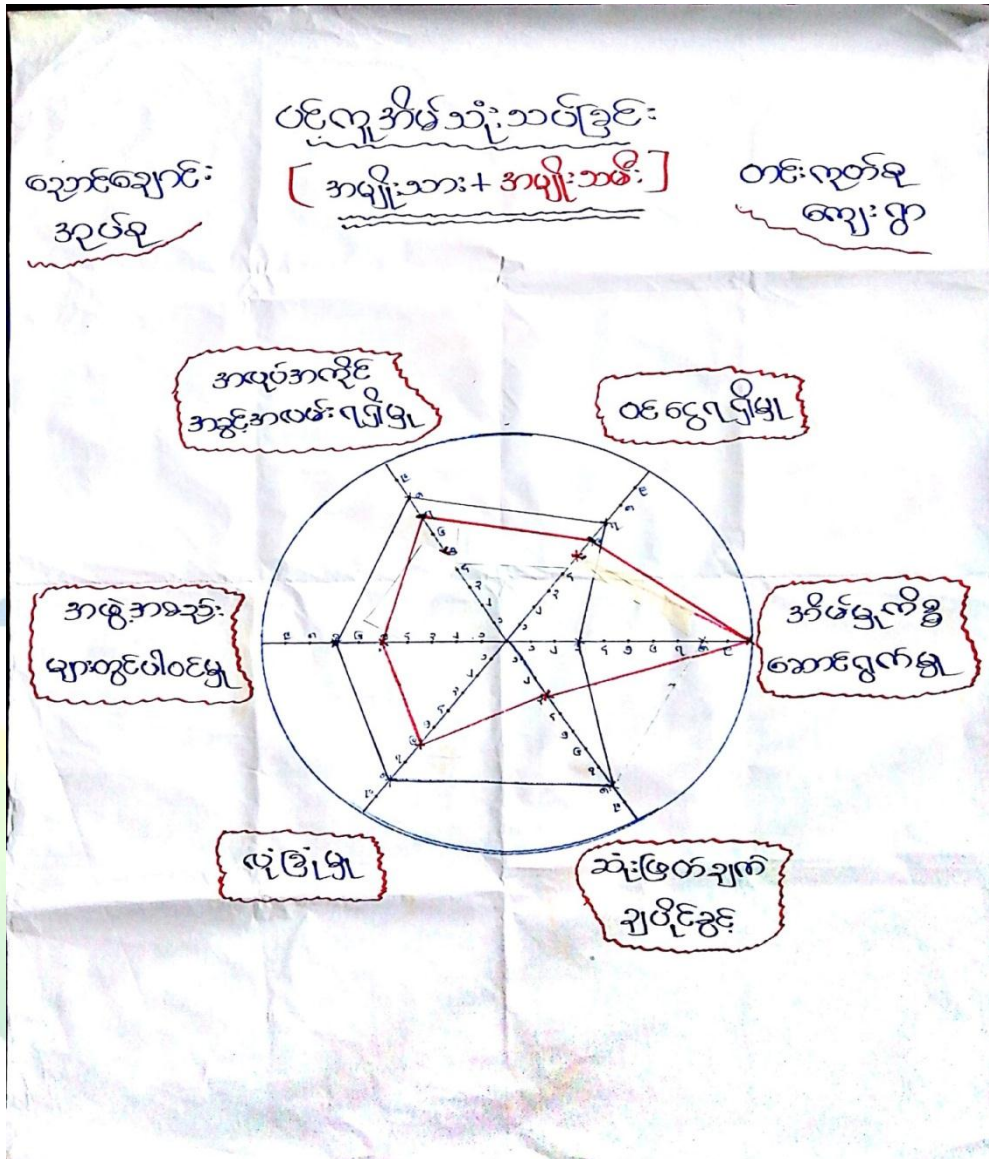 ပင့်ကူအိမ်သုံးသပ်ခြင်း
[ အမျိုးသား + အမျိုးသမီး ]
ညောင်ချောင်း
အုပ်စု
တင်းကုတ်စု
ကျေးရွာ
အလုပ်အကိုင်
အခွင့်အလမ်းရရှိမှု
ဝင်ငွေရရှိမှု
အဖွဲ့အစည်း
များတွင်ပါဝင်မှု
အိမ်မှုကိစ္စ
ဆောင်ရွက်မှု
လုံခြုံမှု
ဆုံးဖြတ်ချက်
ချပိုင်ခွင့်